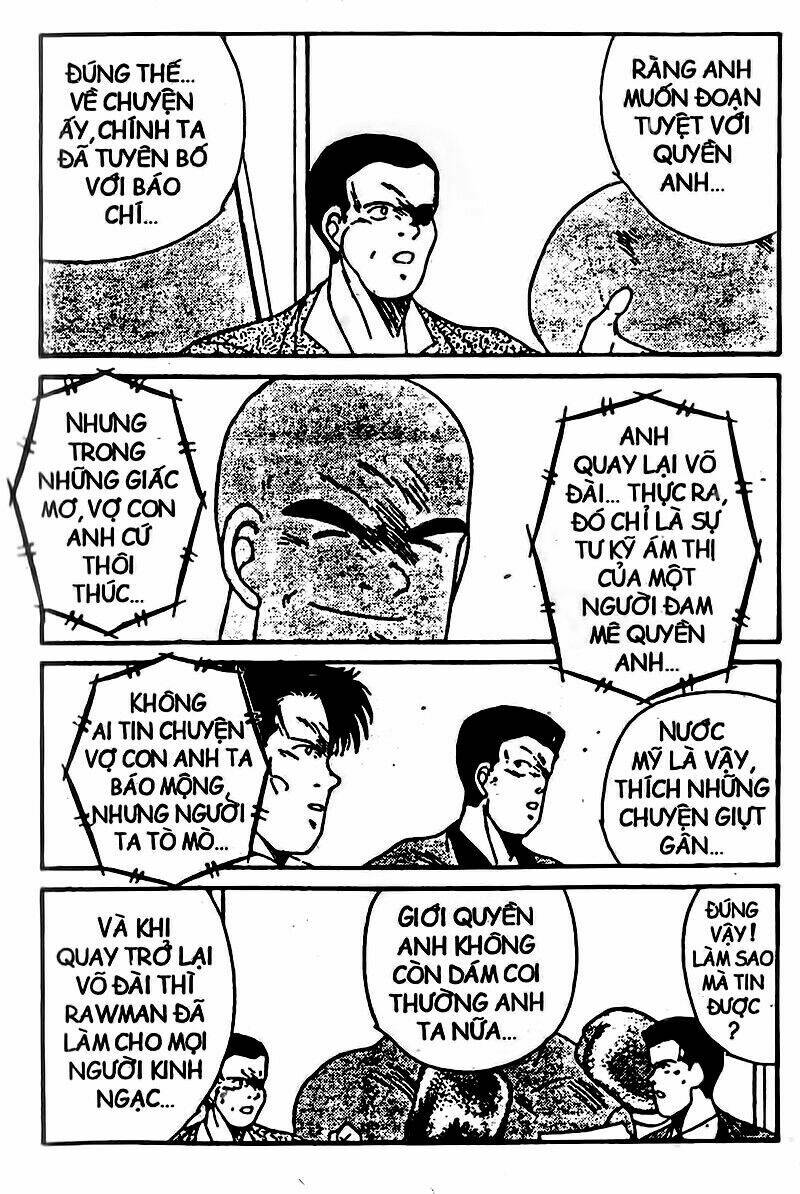 ĐÚNG THẾ...
VỀ CHUYỆN
ẤY, CHÍNH TA
ĐÃ TUYÊN BỐ
VỚI BÁO
CHÍ...
RÀNG ANH
MUỐN ĐOẠN
TUYỆT VỚI
QUYỀN
ANH...
NHƯNG
TRONG
NHỮNG GIẤC
MƠ, VỢ CON
ANH CỨ
THÔI
THÚC...
ANH
QUAY LẠI VÕ
ĐÀI... THỰC RA,
ĐÓ CHỈ LÀ SỰ
TƯ KỶ ÁM THỊ
CỦA MỘT
NGƯỜI ĐAM
MÊ QUYỀN
ANH...
KHÔNG
AI TIN CHUYỆN
VỢ CON ANH TA
BÁO MỘNG,
NHƯNG NGƯỜI
TA TÒ MÒ...
NƯỚC
MỸ LÀ VẬY,
THÍCH NHỮNG
CHUYỆN GIỰT
GÂN...
VÀ KHI
QUAY TRỞ LẠI
VÕ ĐÀI THÌ
RAWMAN ĐÃ
LÀM CHO MỌI
NGƯỜI KINH
NGẠC...
GIỚI QUYỀN
ANH KHÔNG
CÒN DÁM COI
THƯỜNG ANH
TA NỮA...
ĐÚNG
VẬY!
LÀM SAO
MÀ TIN
ĐƯỢC
?